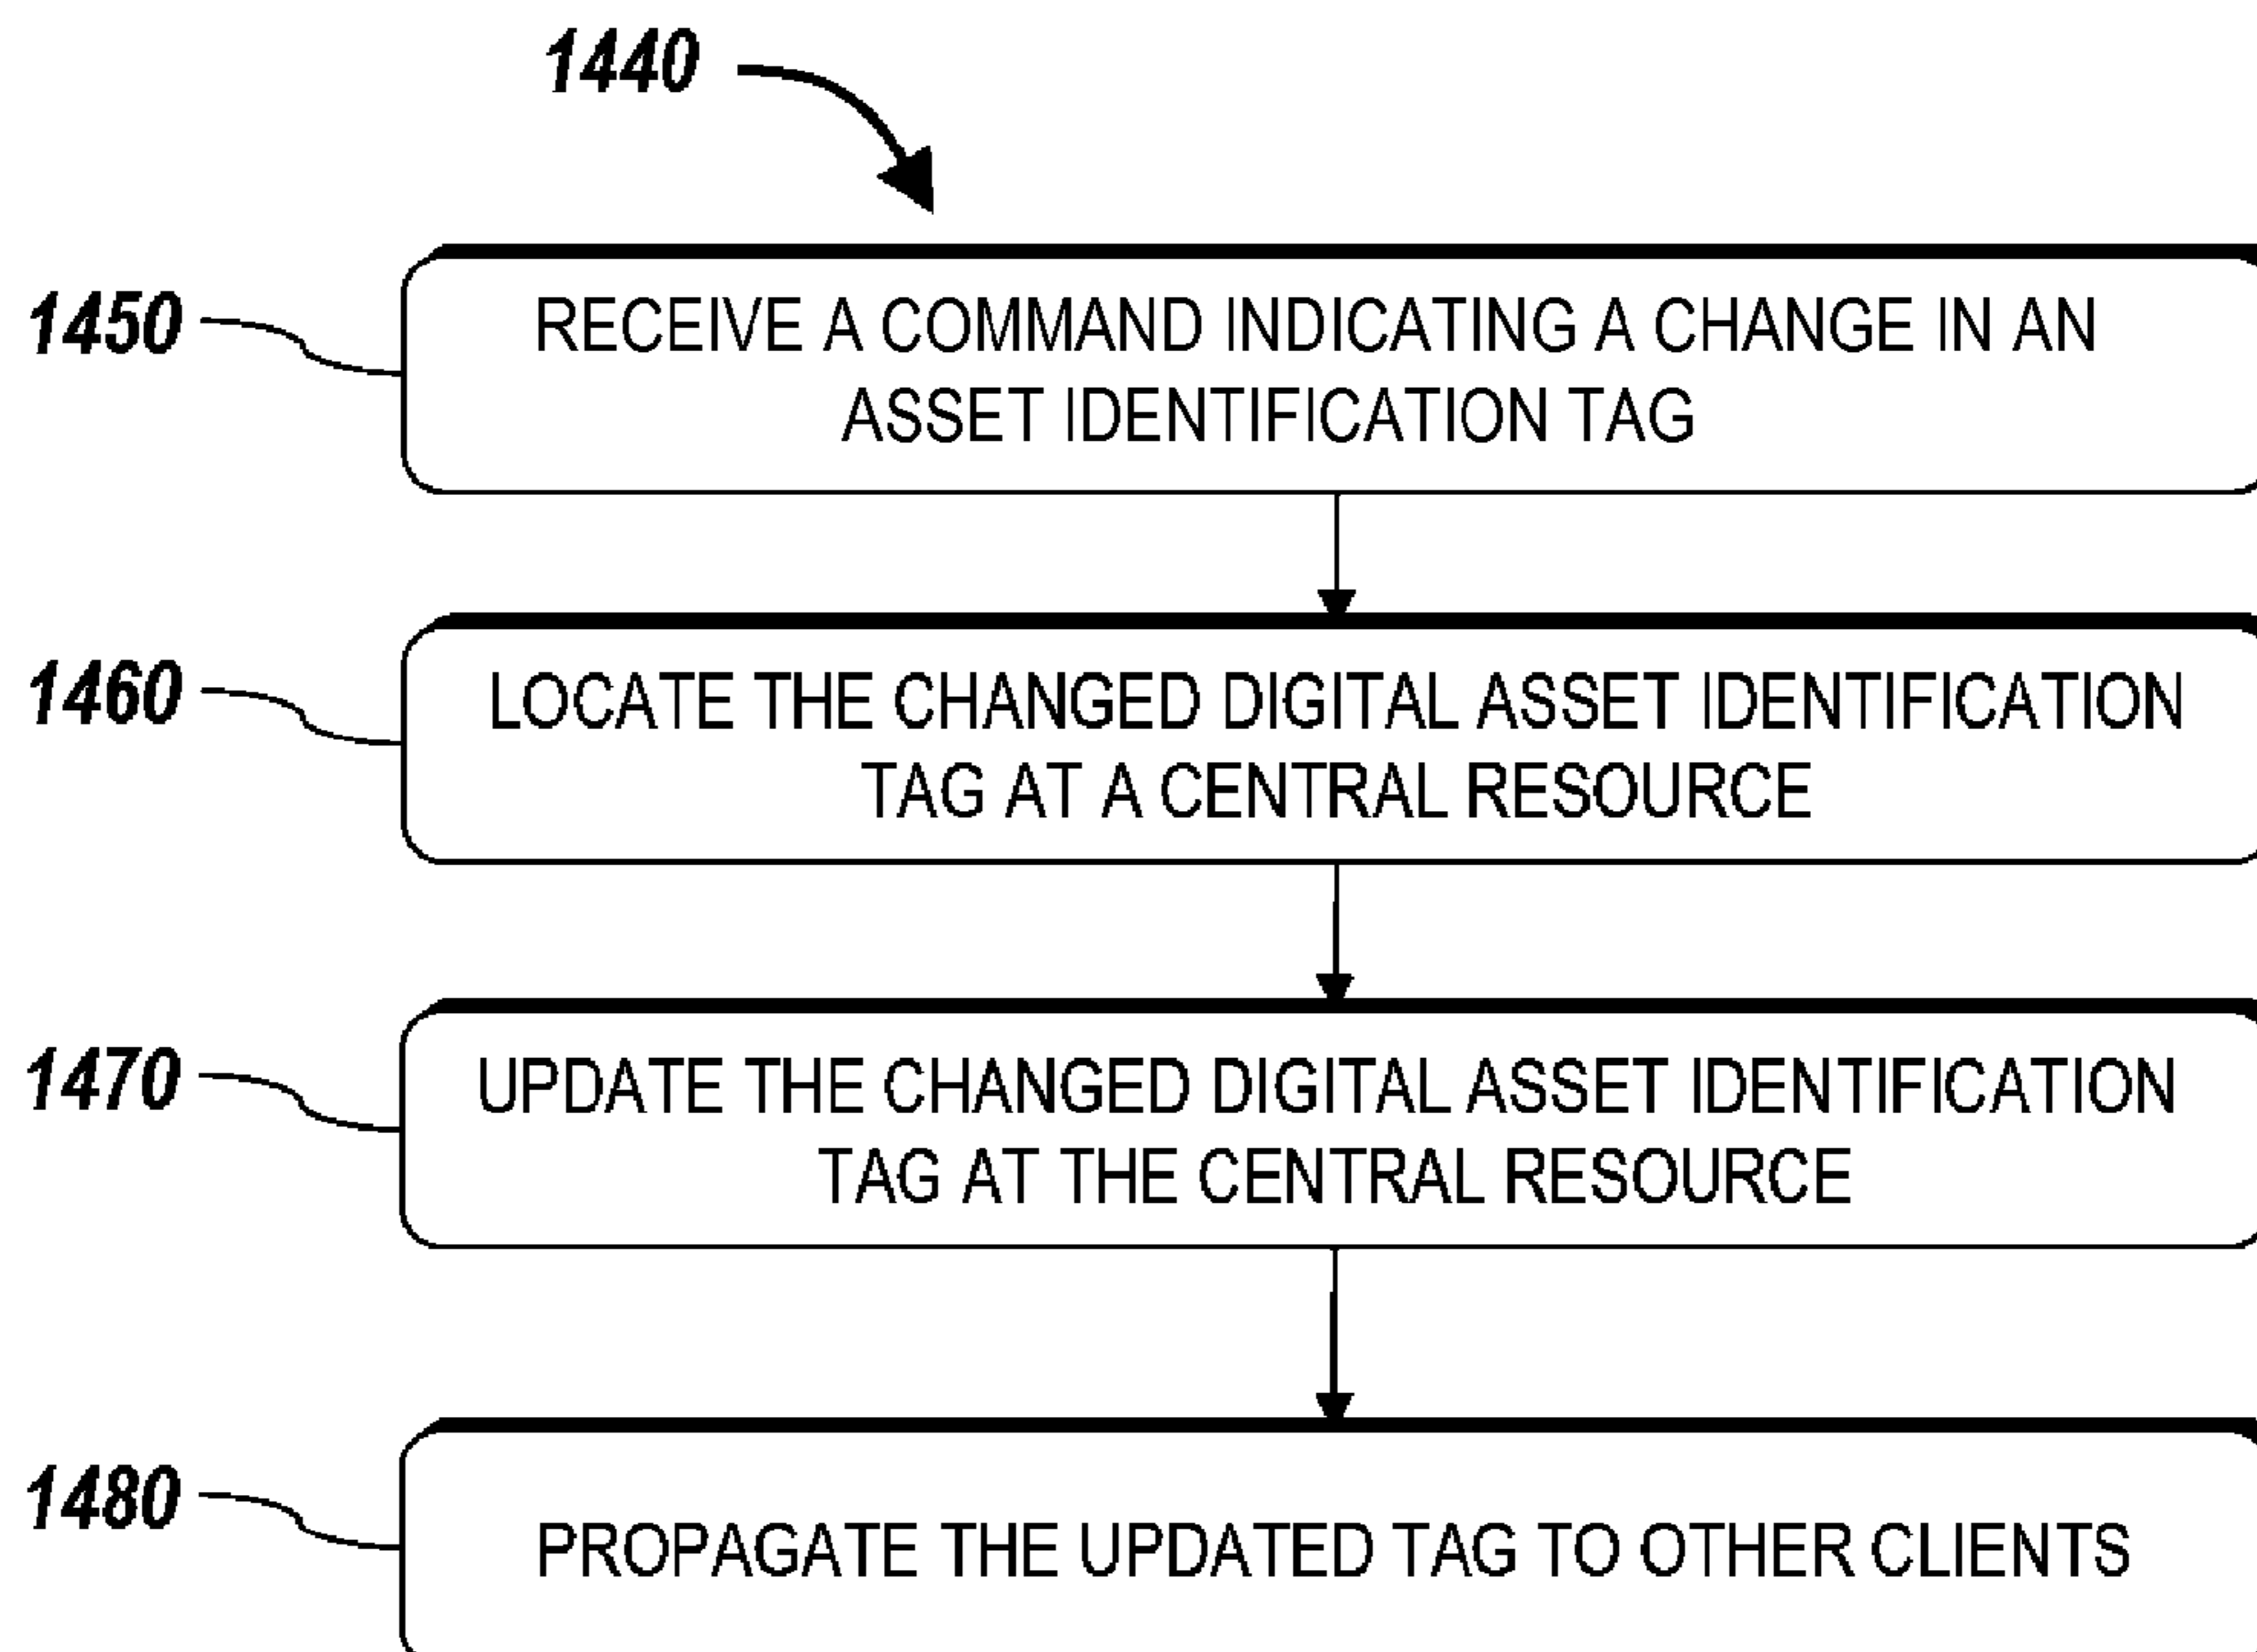 1440
1450
RECEIVE A COMMAND INDICATING A CHANGE IN AN
ASSET IDENTIFICATION TAG
1460
LOCATE THE CHANGED DIGITAL ASSET IDENTIFICATION
TAG AT A CENTRAL RESOURCE
1470
UPDATE THE CHANGED DIGITAL ASSET IDENTIFICATION
TAG AT THE CENTRAL RESOURCE
1480
PROPAGATE THE UPDATED TAG TO OTHER CLIENTS